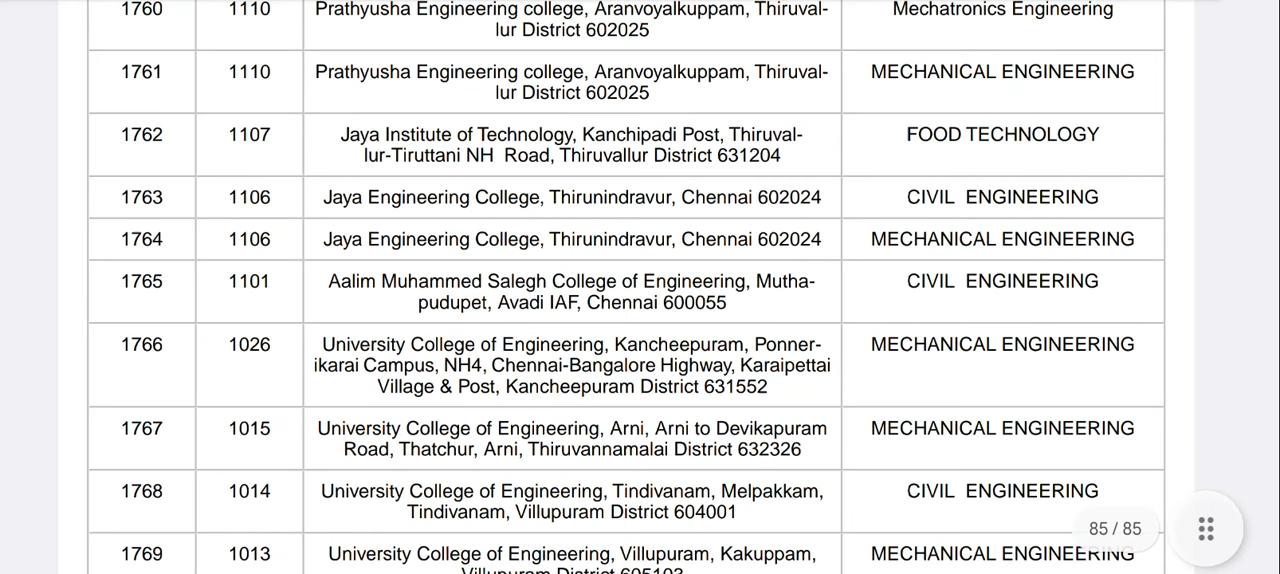 1760 1110 Prathyusha Engineering college, Aranvoyalkuppam, Thiruval- Mechatronics Engineering
lur District 602025
1761 1110 Prathyusha Engineering college, Aranvoyalkuppam, Thiruval- MECHANICAL ENGINEERING
lur District 602025
1762 1107 Jaya Institute of Technology, Kanchipadi Post, Thiruval- FOOD TECHNOLOGY
lur-Tiruttani NH Road, Thiruvallur District 631204
1763 1106 Jaya Engineering College, Thirunindravur, Chennai 602024 CIVIL ENGINEERING
1764 1106 Jaya Engineering College, Thirunindravur, Chennai 602024 MECHANICAL ENGINEERING
1765 1101 Aalim Muhammed Salegh College of Engineering, Mutha- CIVIL ENGINEERING
pudupet, Avadi IAF, Chennai 600055
1766 1026 University College of Engineering, Kancheepuram, Ponner- MECHANICAL ENGINEERING
ikarai Campus, NH4, Chennai-Bangalore Highway, Karaipettai
Village & Post, Kancheepuram District 631552
1767 1015 University College of Engineering, Arni, Arni to Devikapuram MECHANICAL ENGINEERING
Road, Thatchur, Arni, Thiruvannamalai District 632326
1768 1014 University College of Engineering, Tindivanam, Melpakkam, CIVIL ENGINEERING
Tindivanam, Villupuram District 604001
85 / 85
1769 1013 University College of Engineering, Villupuram, Kakuppam, MECHANICAL ENGINEERING
Villupuram District 605103